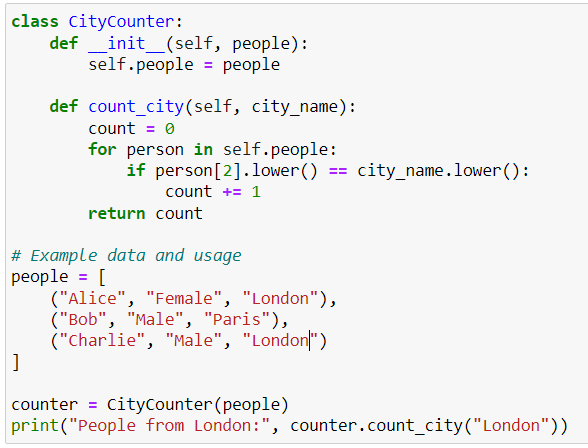 class CityCounter:
    def __init__(self, people):
        self.people = people

    def count_city(self, city_name):
        count = 0
        for person in self.people:
            if person[2].lower() == city_name.lower():
                count += 1
        return count

# Example data and usage
people = [
    ("Alice", "Female", "London"),
    ("Bob", "Male", "Paris"),
    ("Charlie", "Male", "London")
]

counter = CityCounter(people)
print("People from London:", counter.count_city("London"))